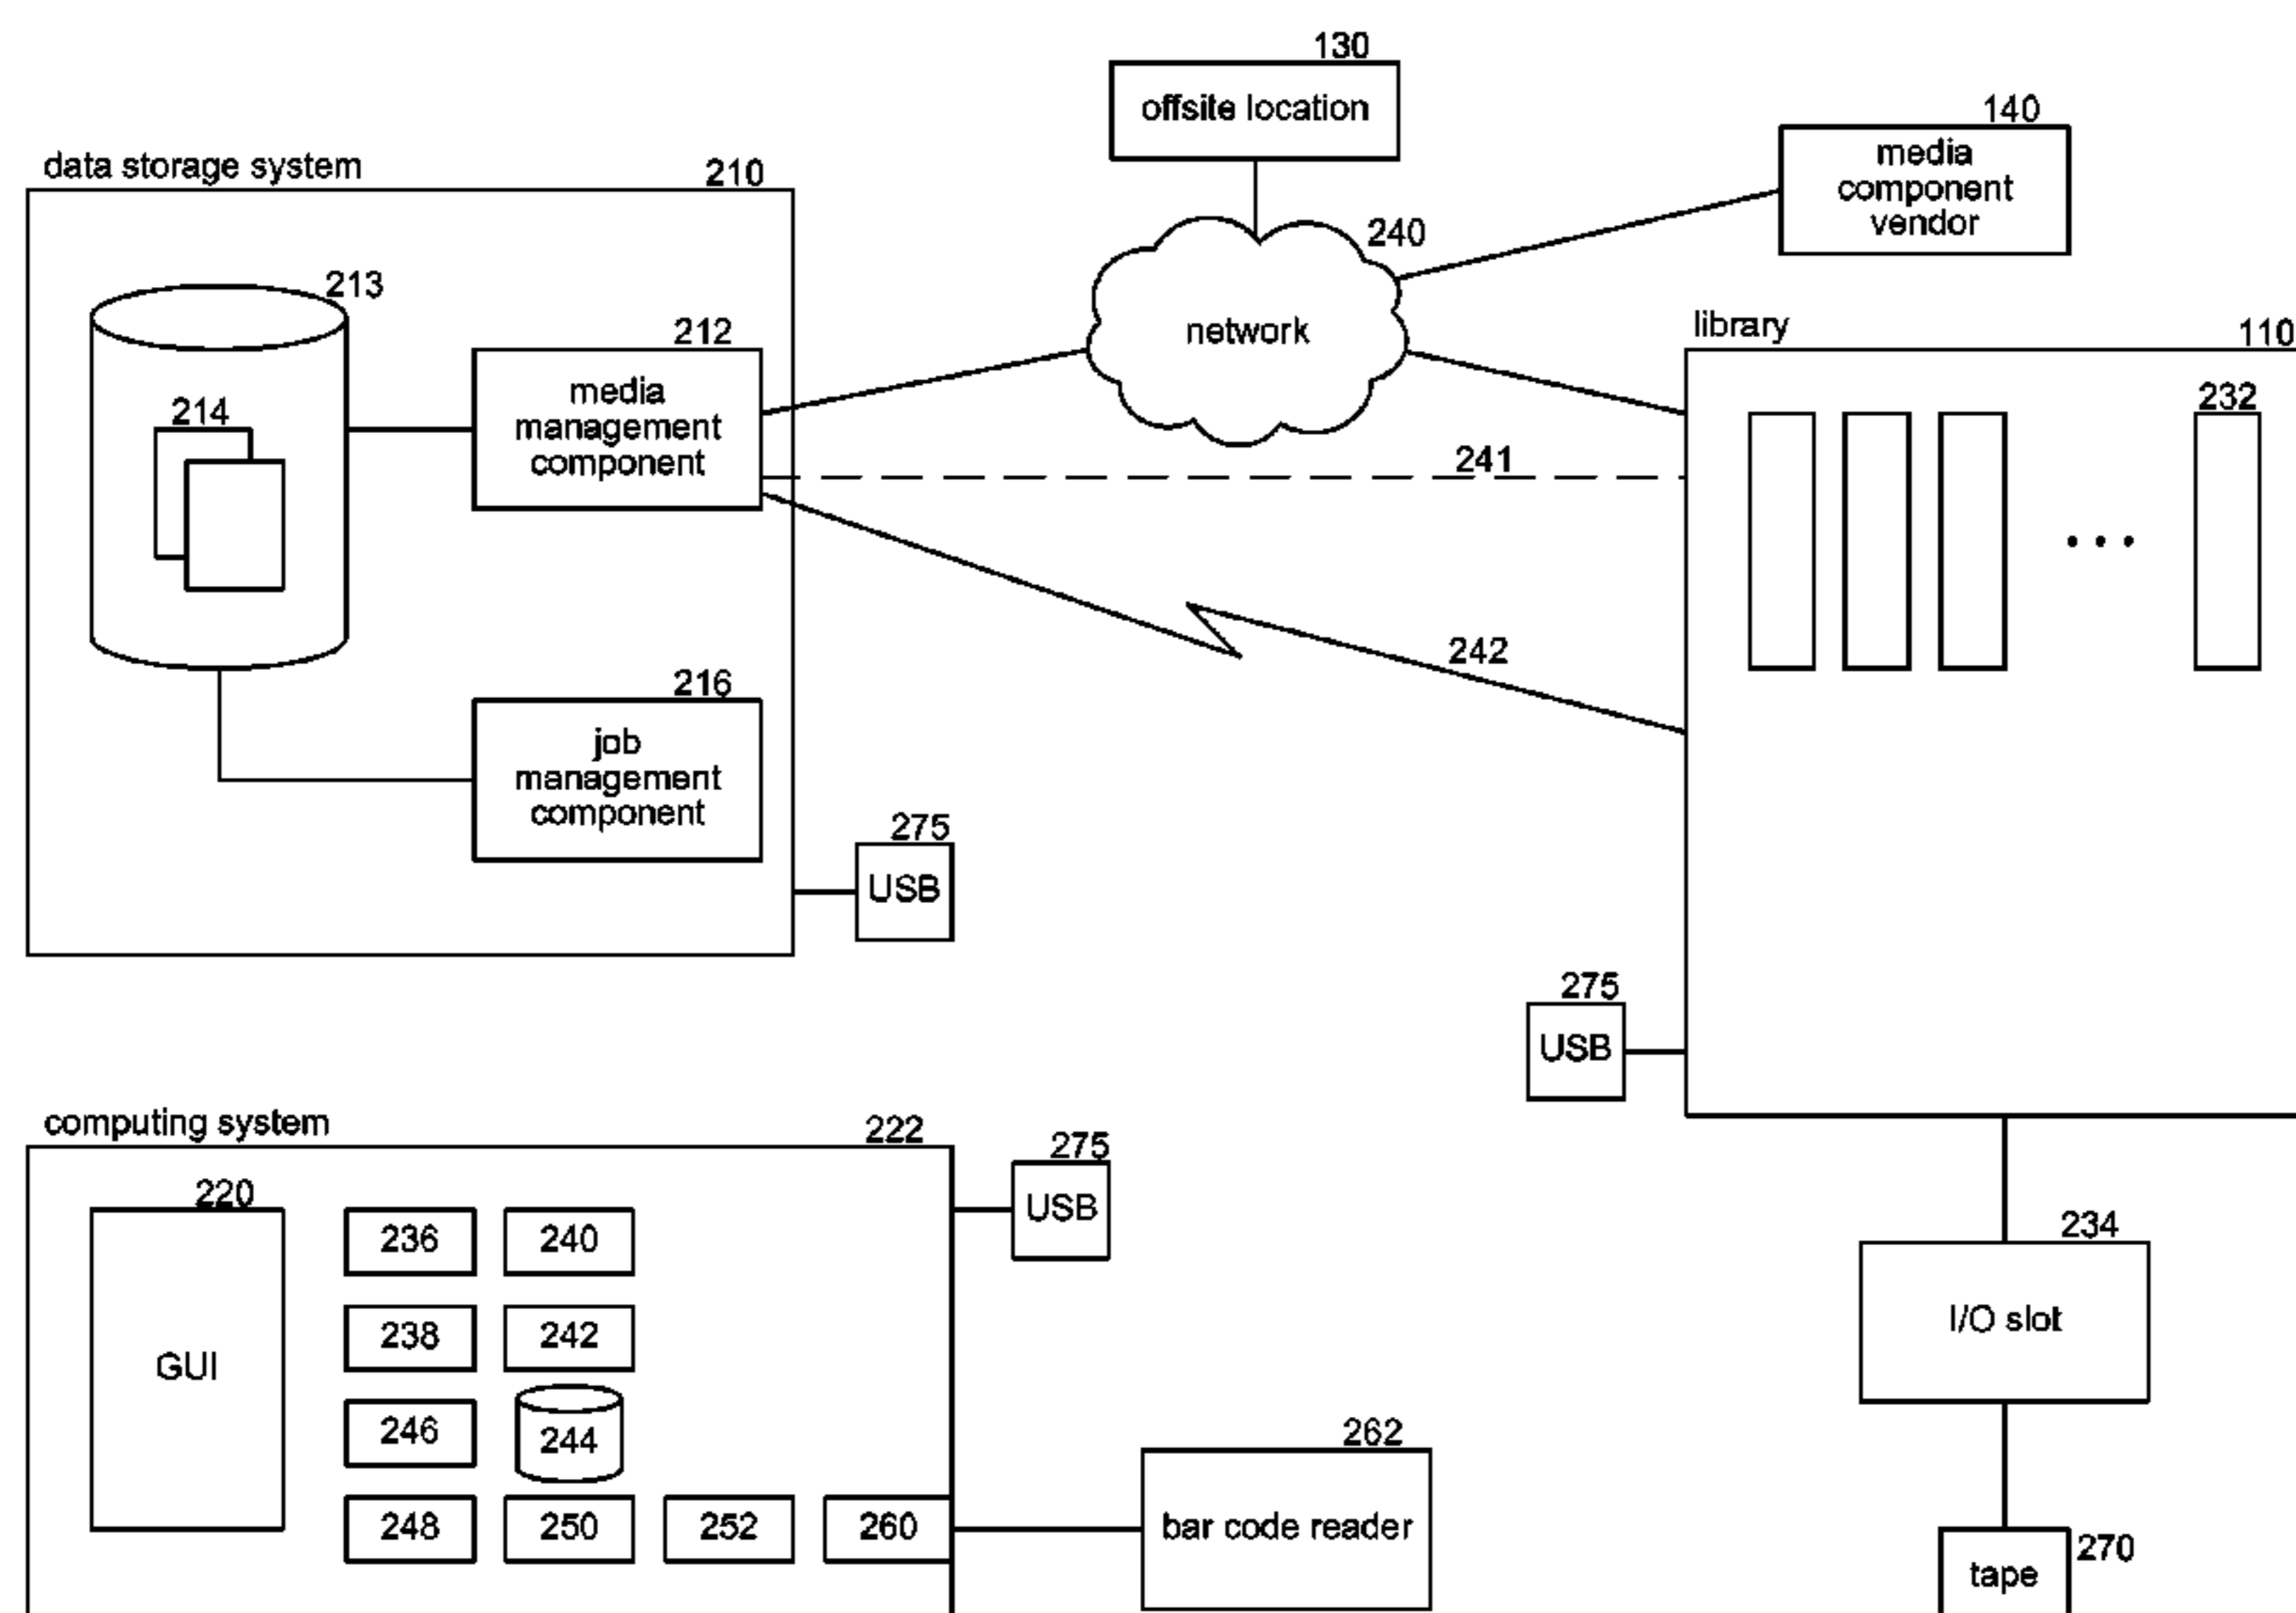 130
offsite location
140
media
component
vendor
data storage system
210
240
network
213
212
media
management
component
214
library
110
232
241
242
216
job
management
component
275
USB
275
USB
computing system
222
275
USB
220
GUI
236
240
238
242
246
244
248
250
252
260
262
bar code reader
234
I/O slot
270
tape